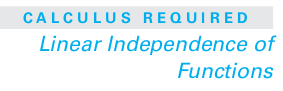 CALCULUS REQUIRED
Linear Independence of
Functions